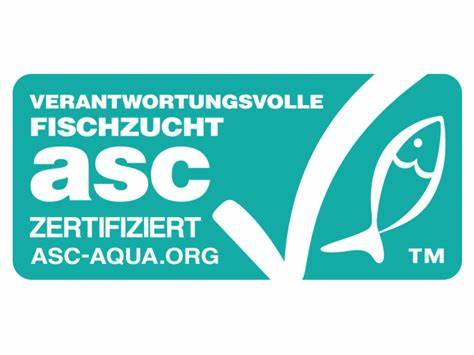 VERANTWORTUNGSVOLLE
FISCHZUCHT
asc
ZERTIFIZIERT
ASC-AQUA.ORG
TM